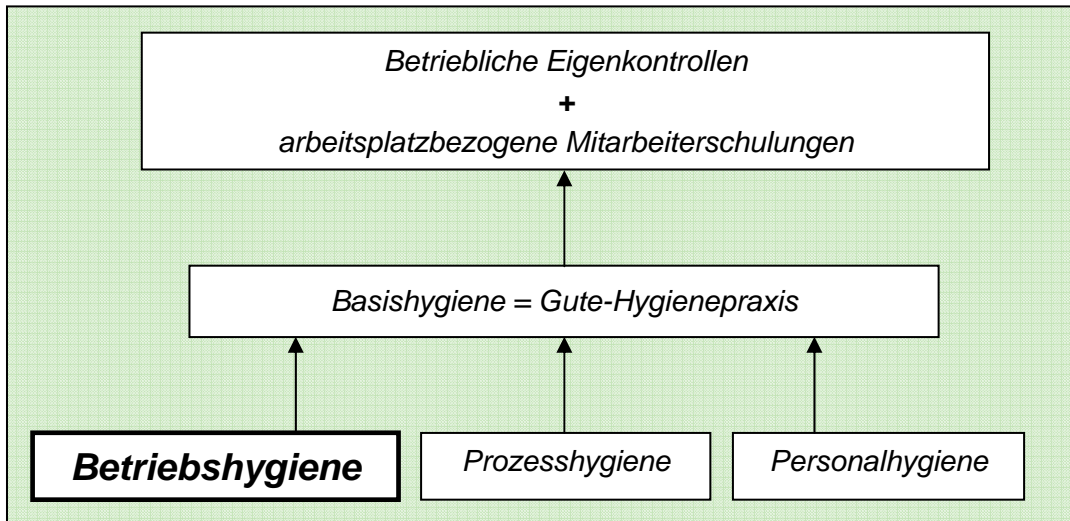 Betriebliche Eigenkontrollen
+
arbeitsplatzbezogene Mitarbeiterschulungen
Basishygiene = Gute-Hygienepraxis
Betriebshygiene
Prozesshygiene
Personalhygiene